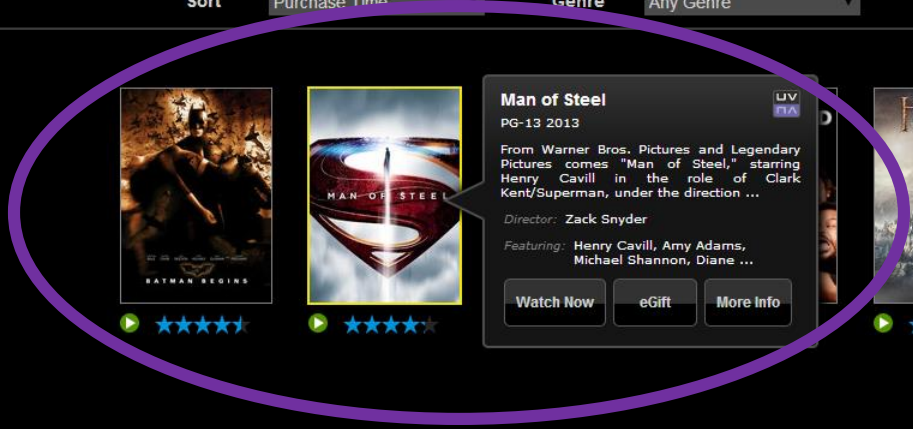 Sort Purchase Time Genre Any Genre
Man of Steel
UV
PG-13 2013
From Warner Bros. Pictures and Legendary
Pictures comes "Man of Steel," starring
Henry Cavill in the role of Clark
Kent/Superman, under the direction ...
Director: Zack Snyder
Featuring: Henry Cavill, Amy Adams,
Michael Shannon, Diane ...
Watch Now eGift More Info
MAN OF STEEL
BATMAN BEGINS